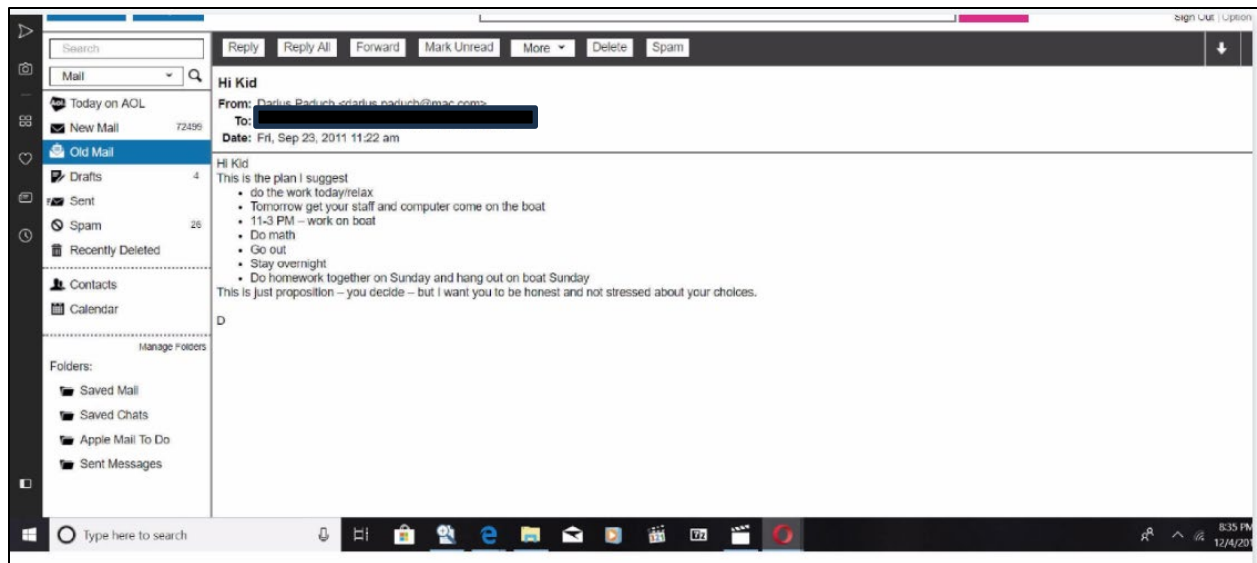 Sign Out | Option
Search
Reply Reply All Forward Mark Unread More Delete Spam
Mail
Hi Kid
Today on AOL
From: Darius Paduch <darius.paduch@mac.com>
New Mail 72499
To:
Date: Fri, Sep 23, 2011 11:22 am
Old Mail
Hi Kid
Drafts 4
This is the plan I suggest
• do the work today/relax
Sent
• Tomorrow get your staff and computer come on the boat
• 11-3 PM – work on boat
Spam 26
• Do math
• Go out
Recently Deleted
• Stay overnight
• Do homework together on Sunday and hang out on boat Sunday
Contacts
This is just proposition – you decide – but I want you to be honest and not stressed about your choices.
Calendar
D
Manage Folders
Folders:
Saved Mail
Saved Chats
Apple Mail To Do
Sent Messages
Type here to search
8:35 PM
12/4/201